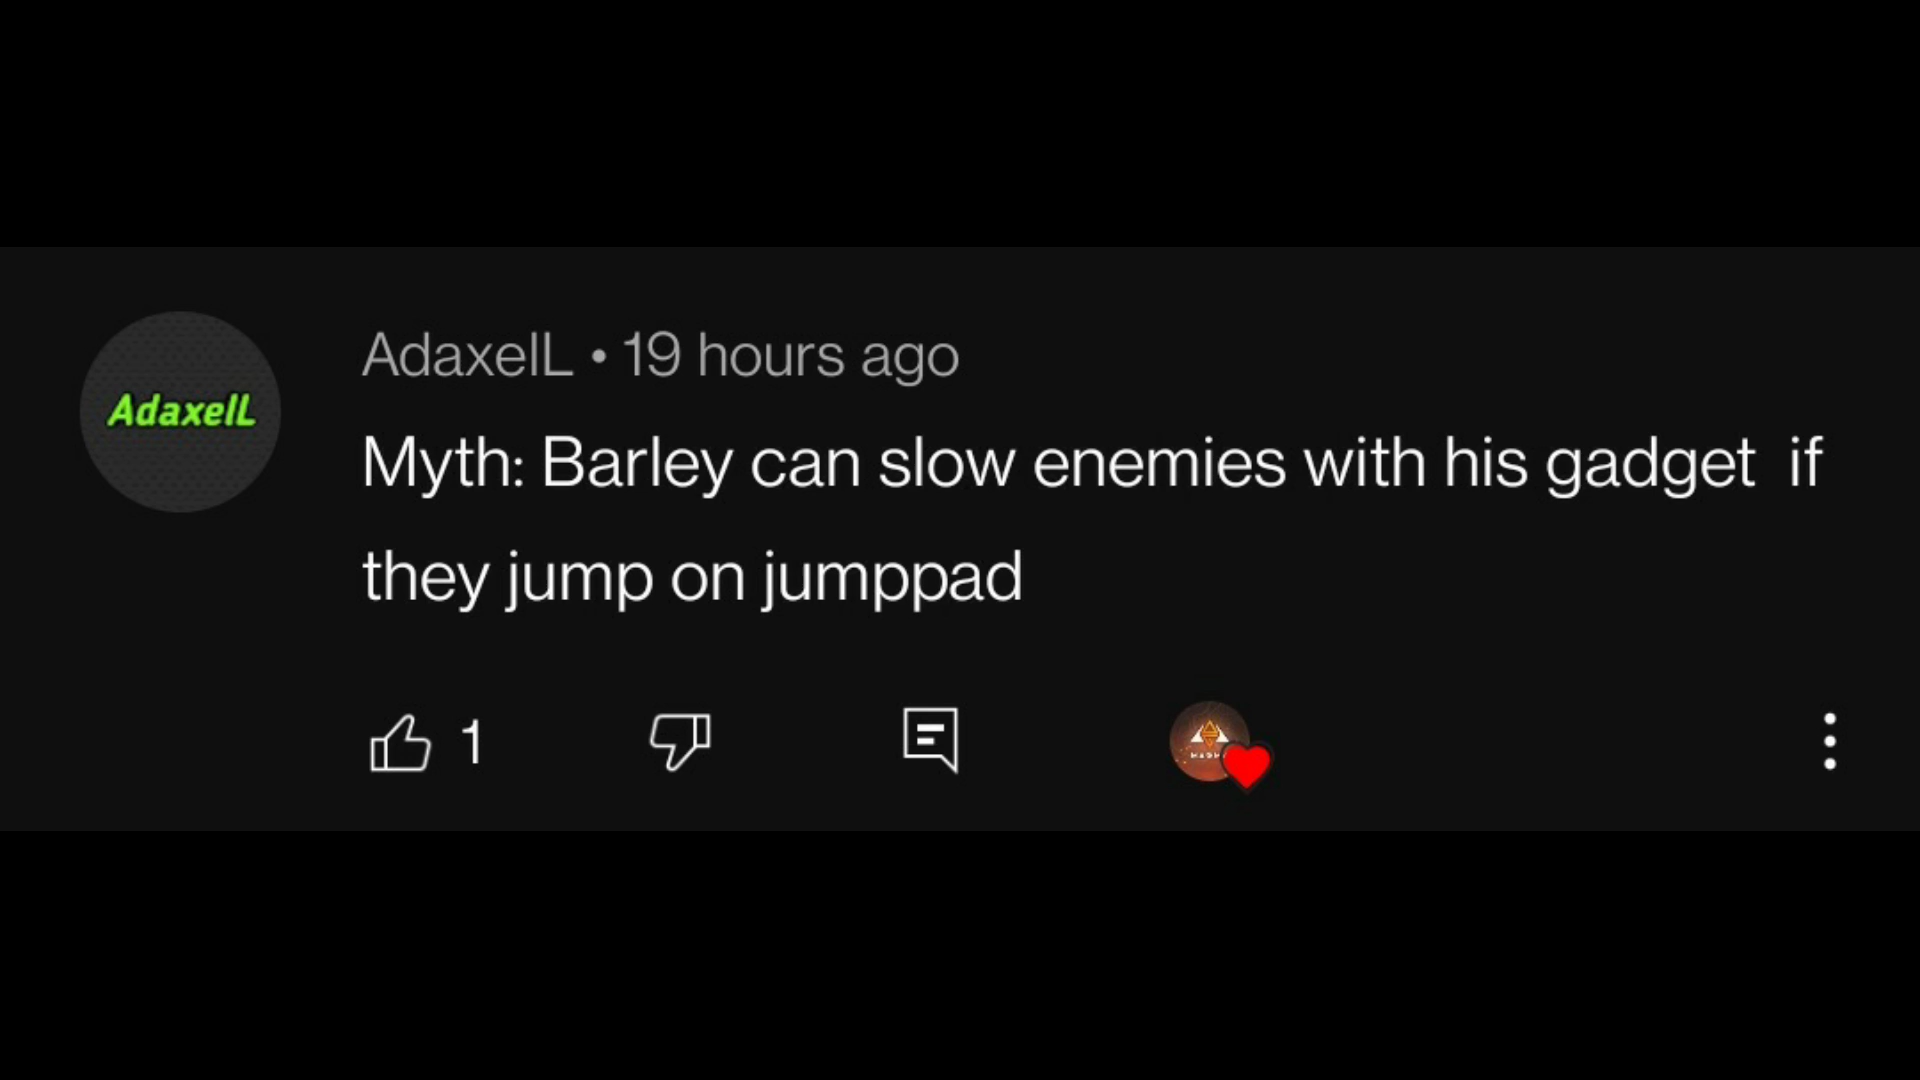 AdaxelL
AdaxelL • 19 hours ago
Myth: Barley can slow enemies with his gadget  if
they jump on jumppad
1